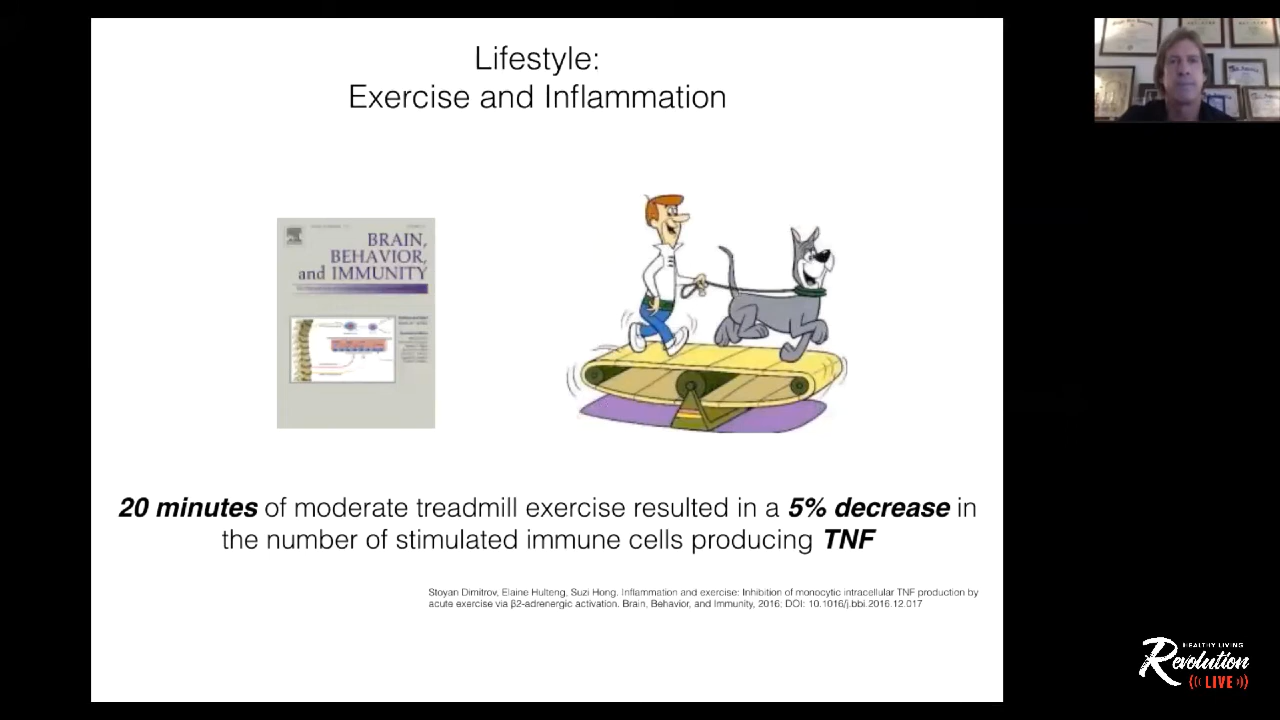 Lifestyle:
Exercise and Inflammation
BRAIN,
BEHAVIOR,
and IMMUNITY
20 minutes of moderate treadmill exercise resulted in a 5% decrease in
the number of stimulated immune cells producing TNF
Stoyan Dimitrov, Elaine Hulteng, Suzi Hong. Inflammation and exercise: Inhibition of monocytic intracellular TNF production by
acute exercise via β2-adrenergic activation. Brain, Behavior, and Immunity, 2016; DOI: 10.1016/j.bbi.2016.12.017
HEALTHY LIVING
Revolution
LIVE